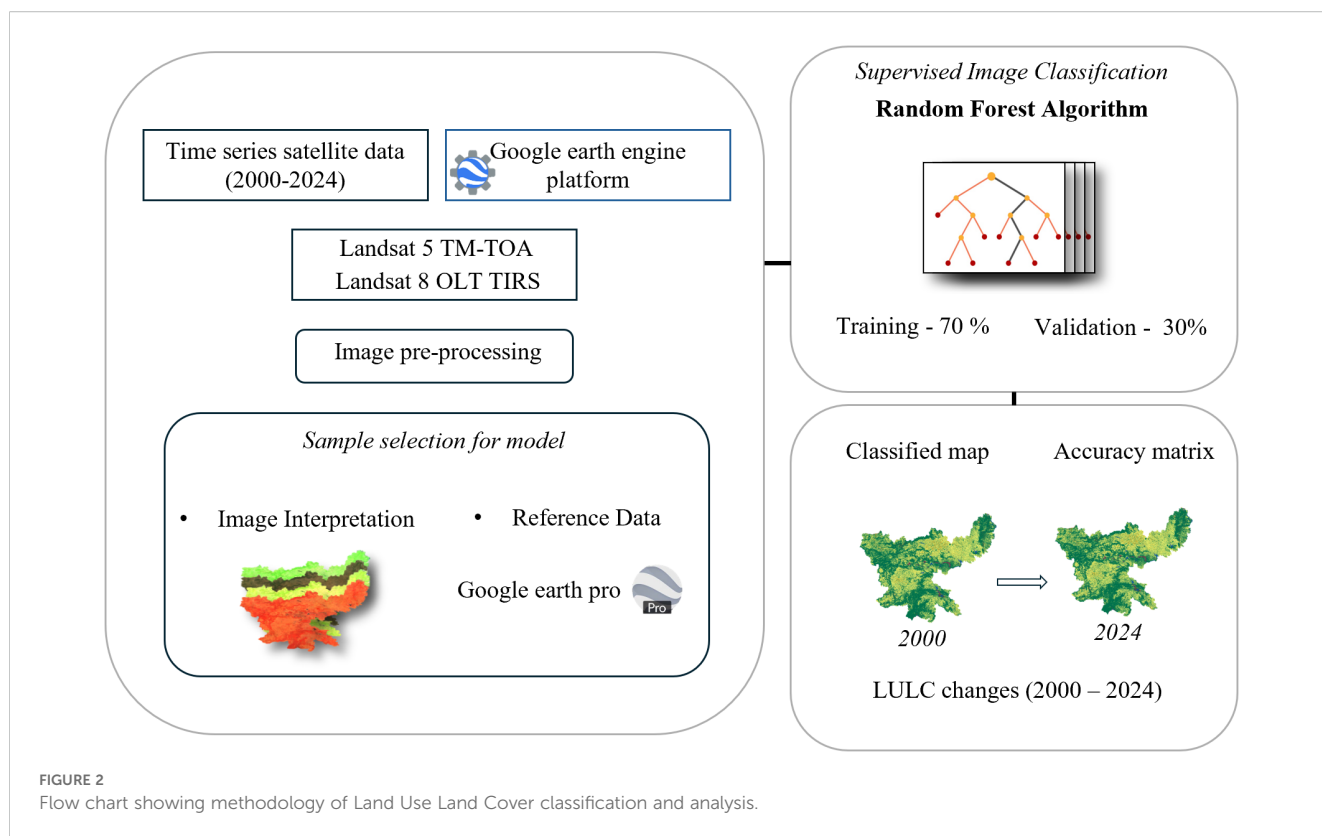 Time series satellite data
(2000-2024)
Google earth engine
platform
Landsat 5 TM-TOA
Landsat 8 OLT TIRS
Image pre-processing
Sample selection for model
• Image Interpretation
• Reference Data
Google earth pro
Pro
Supervised Image Classification
Random Forest Algorithm
Training - 70 %
Validation - 30%
Classified map
Accuracy matrix
2000
2024
LULC changes (2000 – 2024)
FIGURE 2
Flow chart showing methodology of Land Use Land Cover classification and analysis.